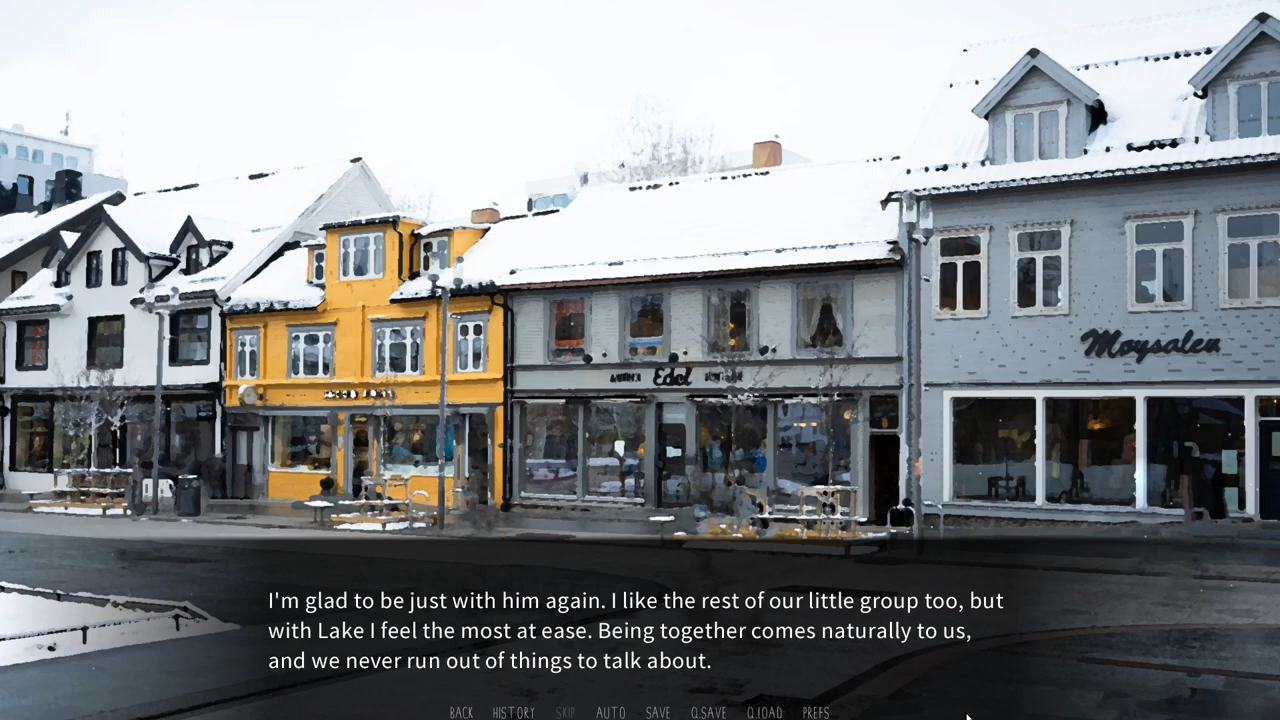 Møysalen
Edel
I'm glad to be just with him again. I like the rest of our little group too, but
with Lake I feel the most at ease. Being together comes naturally to us,
and we never run out of things to talk about.
BACK HISTORY SKIP AUTO SAVE Q.SAVE Q.LOAD PREFS